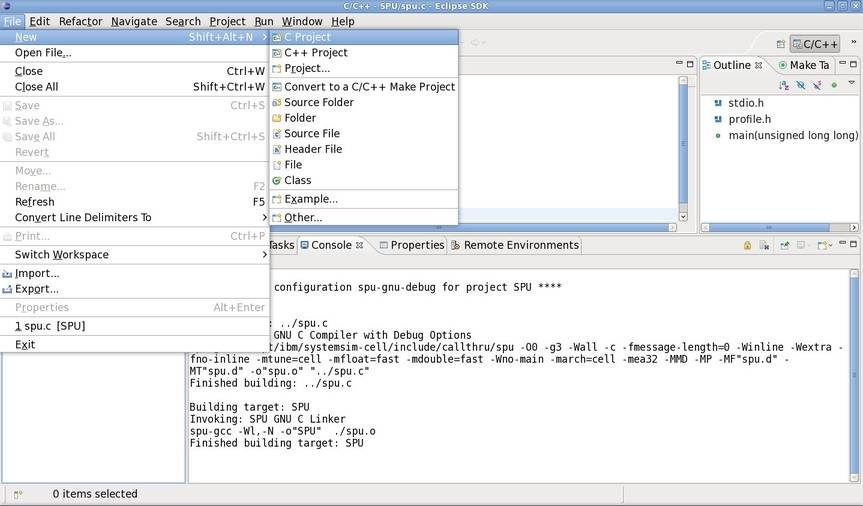 C/C++ - SPU/spu.c - Eclipse SDK
File Edit Refactor Navigate Search Project Run Window Help
New Shift+Alt+N
Open File...
Close Ctrl+W
Close All Shift+Ctrl+W
Save Ctrl+S
Save As...
Save All Shift+Ctrl+S
Revert
Move...
Rename... F2
Refresh F5
Convert Line Delimiters To
Print... Ctrl+P
Switch Workspace
Import...
Export...
Properties Alt+Enter
1 spu.c [SPU]
Exit
C Project
C++ Project
Project...
Convert to a C/C++ Make Project
Source Folder
Folder
Source File
Header File
File
Class
Example...
Other...
C/C++
Outline Make Ta
stdio.h
profile.h
main(unsigned long long)
Tasks Console Properties Remote Environments
configuration spu-gnu-debug for project SPU ****
: ../spu.c
GNU C Compiler with Debug Options
t/ibm/systemsim-cell/include/callthru/spu -O0 -g3 -Wall -c -fmessage-length=0 -Winline -Wextra -
fno-inline -mtune=cell -mfloat=fast -mdouble=fast -Wno-main -march=cell -mea32 -MMD -MP -MF"spu.d" -
MT"spu.d" -o"spu.o" "../spu.c"
Finished building: ../spu.c
Building target: SPU
Invoking: SPU GNU C Linker
spu-gcc -Wl,-N -o"SPU" ./spu.o
Finished building target: SPU
0 items selected